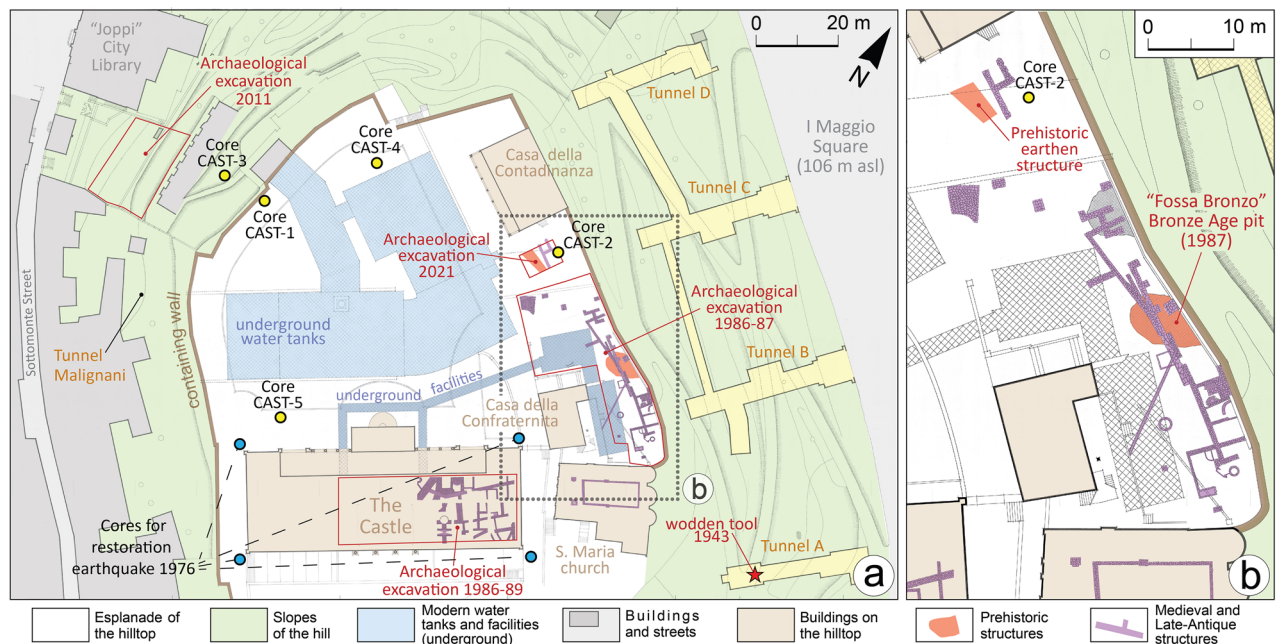 "Joppi"
City
Library
Archaeological
excavation
2011
Core
CAST-3
Core
CAST-1
Core
CAST-4
Casa della
Contadinanza
Core
CAST-2
Archaeological
excavation
2021
Archaeological
excavation
1986-87
0 20 m
N
Tunnel D
Tunnel C
Tunnel B
Tunnel A
I Maggio
Square
(106 m asl)
Sottomonte Street
Tunnel
Malignani
containing wall
underground
water tanks
underground facilities
Core
CAST-5
Casa della
Confraternita
b
The
Castle
Cores for
restoration
earthquake 1976
Archaeological
excavation 1986-89
S. Maria
church
wodden tool
1943
a
0 10 m
Core
CAST-2
Prehistoric
earthen
structure
"Fossa Bronzo"
Bronze Age pit
(1987)
b
Esplanade of
the hilltop
Slopes
of the hill
Modern water
tanks and facilities
(underground)
Buildings
and streets
Buildings on
the hilltop
Prehistoric
structures
Medieval and
Late-Antique
structures